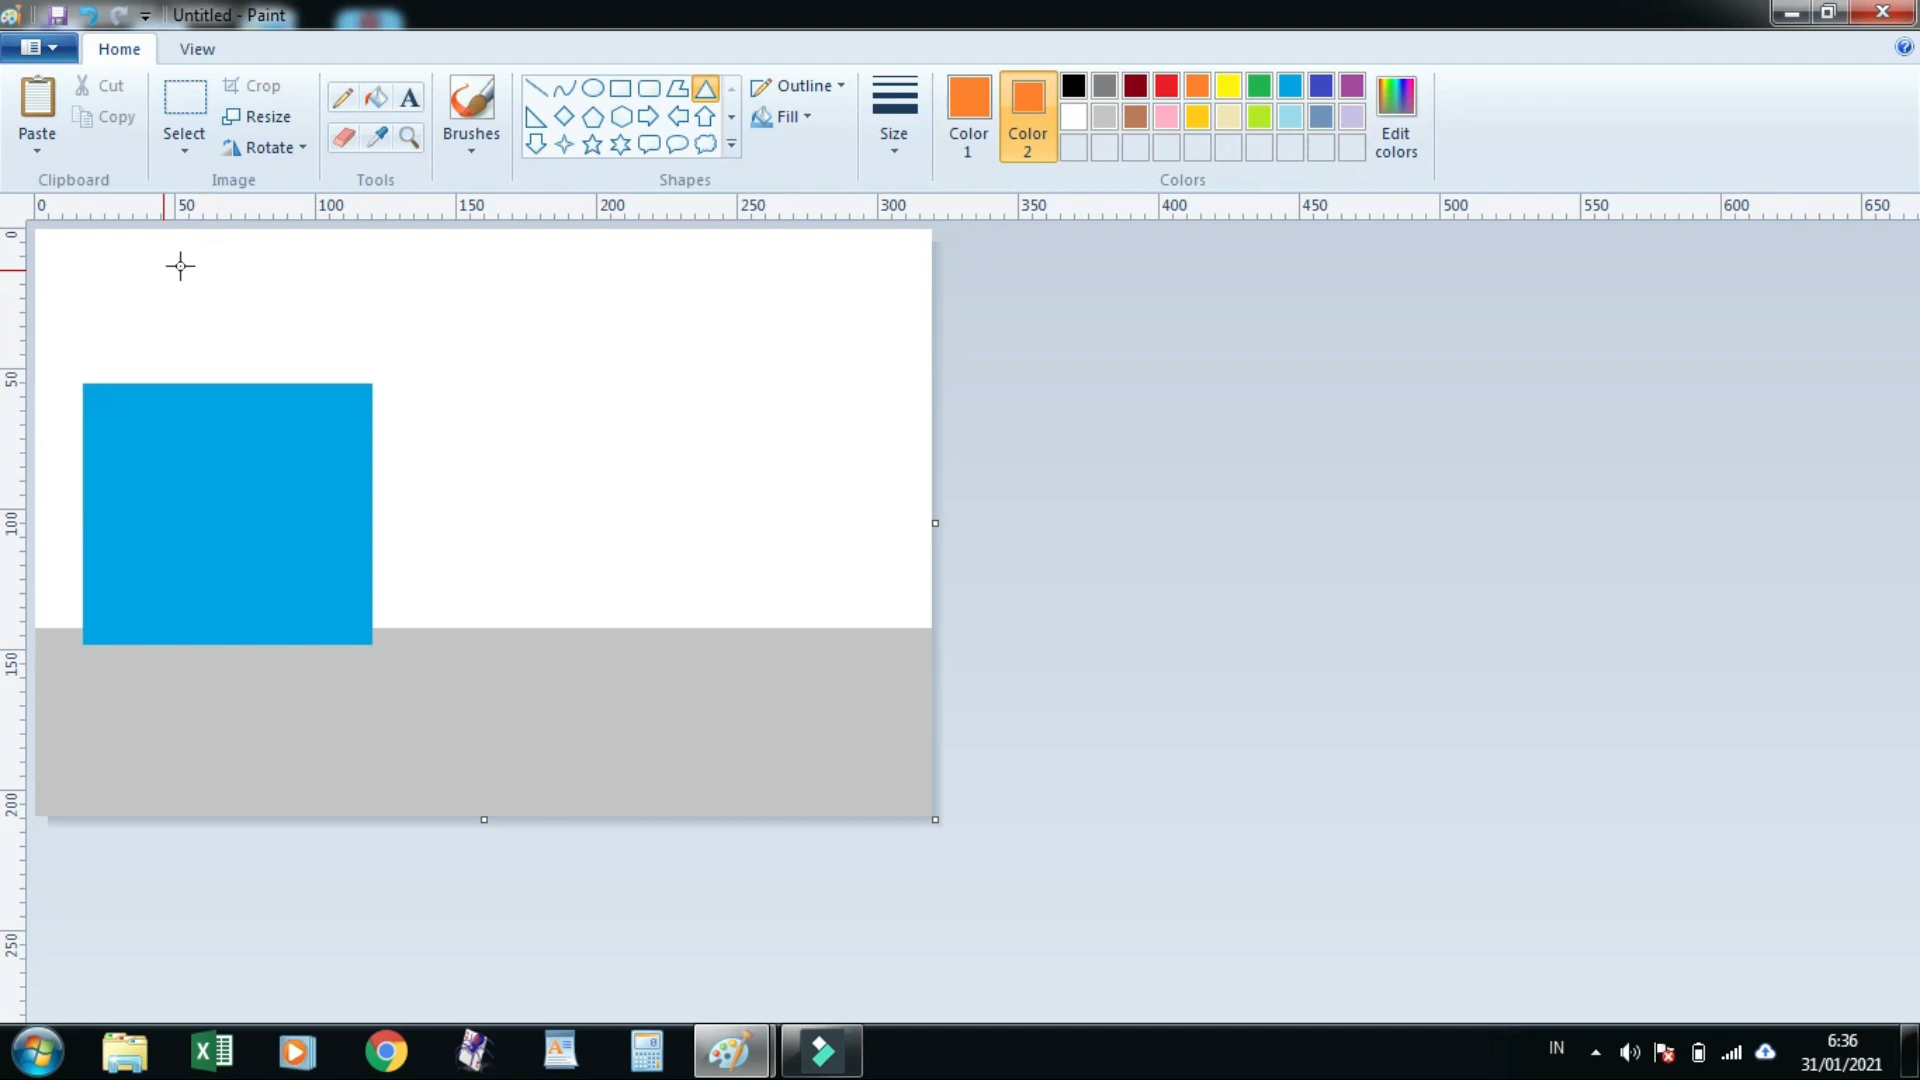 Untitled - Paint
Home View
Paste
Cut
Copy
Clipboard
Select
Crop
Resize
Rotate
Image
A
Tools
Brushes
Shapes
Outline
Fill
Size
Color
1
Color
2
Edit
colors
Colors
0 50 100 150 200 250 300 350 400 450 500 550 600 650
0
50
100
150
200
250
IN
6:36
31/01/2021